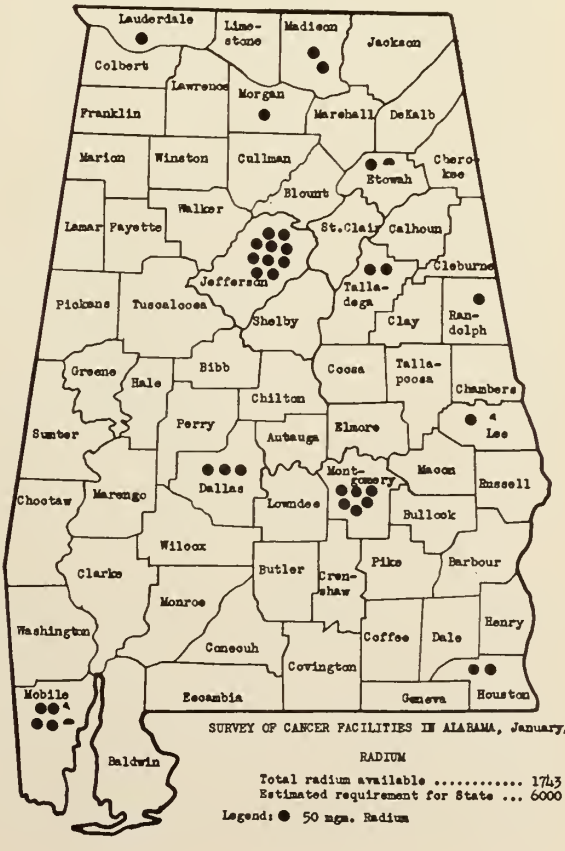 Lauderdale
Lime-
stone
Madison
Jackson
Colbert
Lawrence
Morgan
Franklin
Marshall
DeKalb
Marion
Winston
Cullman
Etowah
Chero-
kee
Blount
Walker
Lamar
Fayette
St.Clair
Calhoun
Jefferson
Talla-
dega
Cleburne
Pickens
Tuscaloosa
Shelby
Clay
Ran-
dolph
Greene
Hale
Bibb
Coosa
Talla-
poosa
Chambers
Chilton
Sumter
Perry
Autauga
Elmore
Lee
Dallas
Mont-
gomery
Macon
Russell
Choctaw
Marengo
Lowndes
Bullock
Wilcox
Clarke
Butler
Cren-
shaw
Pike
Barbour
Monroe
Washington
Conecuh
Coffee
Dale
Henry
Covington
Mobile
Escambia
Geneva
Houston
Baldwin
SURVEY OF CANCER FACILITIES IN ALABAMA, January,
RADIUM
Total radium available ............ 1743
Estimated requirement for State ... 6000
Legend: ● 50 mgm. Radium